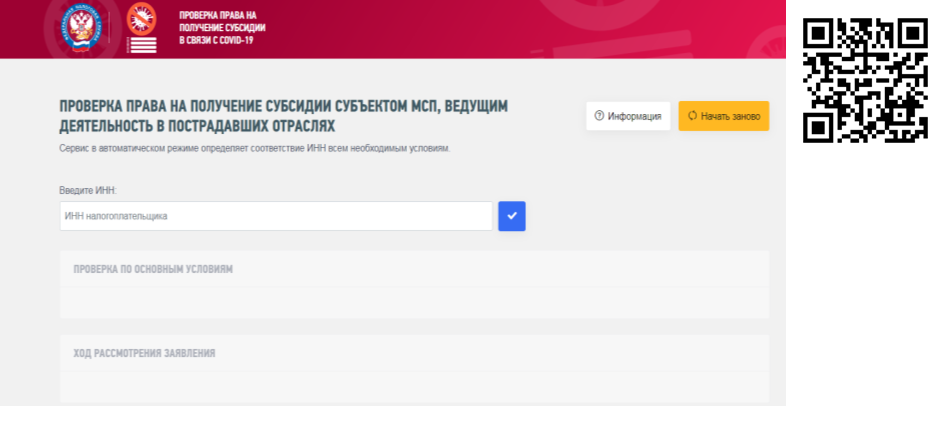 ПРОВЕРКА ПРАВА НА
ПОЛУЧЕНИЕ СУБСИДИИ
В СВЯЗИ С COVID-19
ПРОВЕРКА ПРАВА НА ПОЛУЧЕНИЕ СУБСИДИИ СУБЪЕКТОМ МСП, ВЕДУЩИМ
ДЕЯТЕЛЬНОСТЬ В ПОСТРАДАВШИХ ОТРАСЛЯХ
Информация
Начать заново
Сервис в автоматическом режиме определяет соответствие ИНН всем необходимым условиям.
Введите ИНН:
ИНН налогоплательщика
ПРОВЕРКА ПО ОСНОВНЫМ УСЛОВИЯМ
ХОД РАССМОТРЕНИЯ ЗАЯВЛЕНИЯ